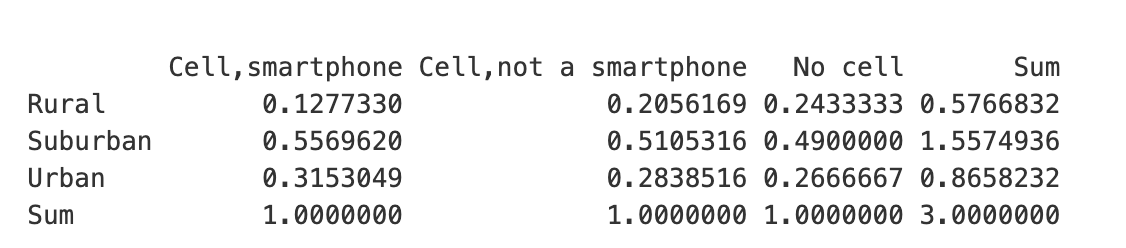 Cell,smartphone Cell,not a smartphone No cell Sum
Rural 0.1277330 0.2056169 0.2433333 0.5766832
Suburban 0.5569620 0.5105316 0.4900000 1.5574936
Urban 0.3153049 0.2838516 0.2666667 0.8658232
Sum 1.0000000 1.0000000 1.0000000 3.0000000